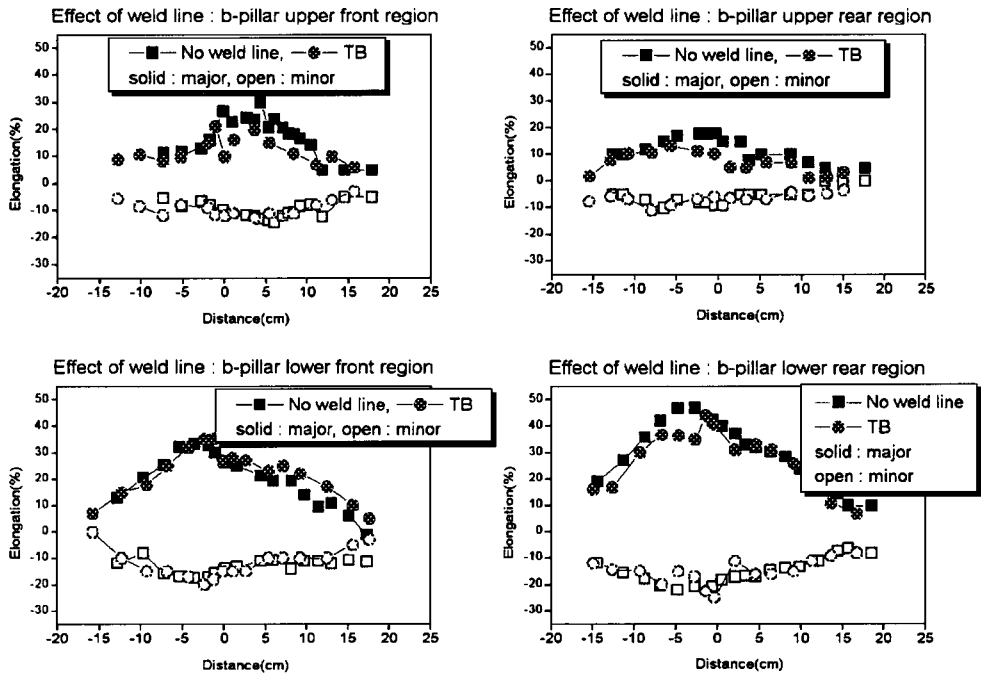 Effect of weld line : b-pillar upper front region
No weld line, TB
solid : major, open : minor
Elongation(%)
50
40
30
20
10
0
-10
-20
-30
-20 -15 -10 -5 0 5 10 15 20 25
Distance(cm)
Effect of weld line : b-pillar upper rear region
No weld line, TB
solid : major, open : minor
Elongation(%)
50
40
30
20
10
0
-10
-20
-30
-20 -15 -10 -5 0 5 10 15 20 25
Distance(cm)
Effect of weld line : b-pillar lower front region
No weld line, TB
solid : major, open : minor
Elongation(%)
50
40
30
20
10
0
-10
-20
-30
-20 -15 -10 -5 0 5 10 15 20 25
Distance(cm)
Effect of weld line : b-pillar lower rear region
No weld line
TB
solid : major
open : minor
Elongation(%)
50
40
30
20
10
0
-10
-20
-30
-20 -15 -10 -5 0 5 10 15 20 25
Distance(cm)